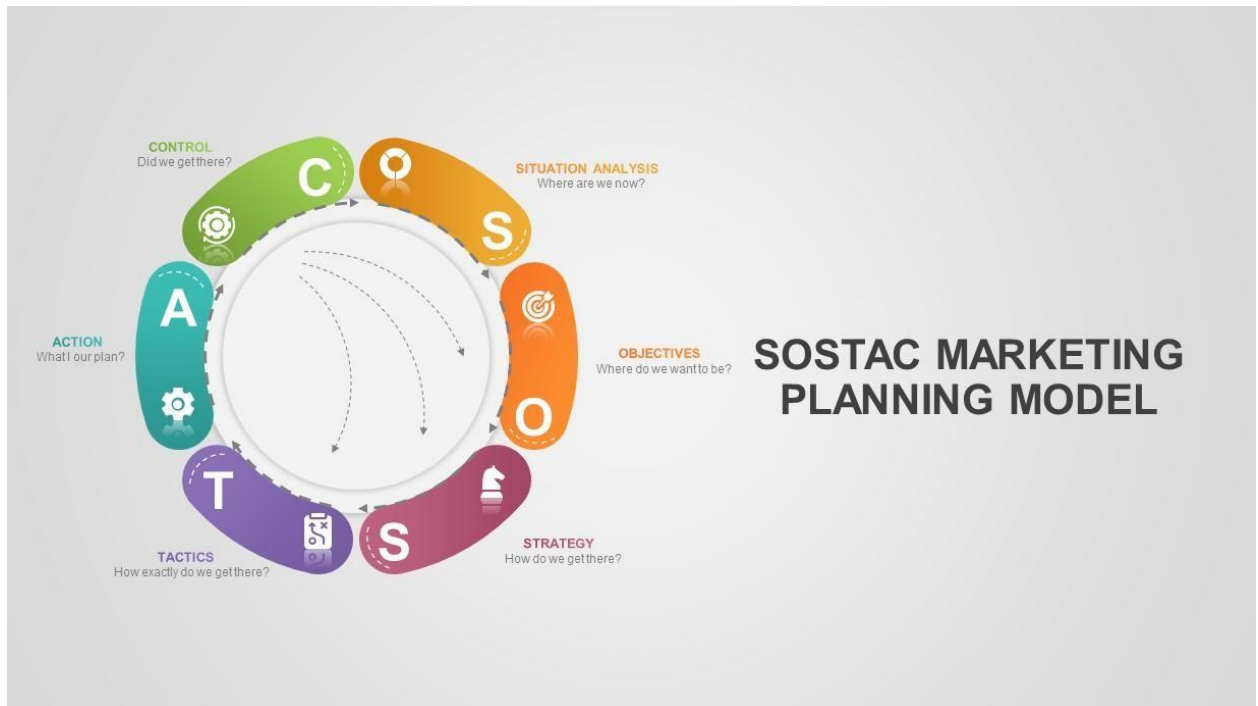 CONTROL
Did we get there?
C
S
SITUATION ANALYSIS
Where are we now?
A
ACTION
What I our plan?
O
OBJECTIVES
Where do we want to be?
SOSTAC MARKETING
PLANNING MODEL
T
TACTICS
How exactly do we get there?
S
STRATEGY
How do we get there?